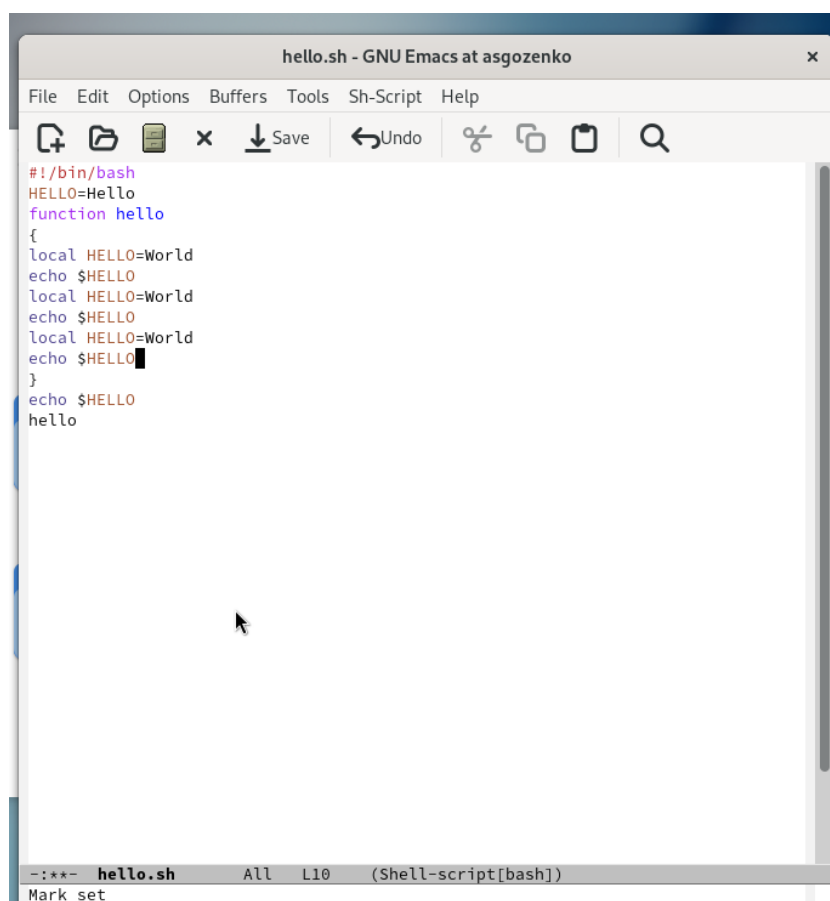 hello.sh - GNU Emacs at asgozenko
File Edit Options Buffers Tools Sh-Script Help
Save Undo
#!/bin/bash
HELLO=Hello
function hello
{
local HELLO=World
echo $HELLO
local HELLO=World
echo $HELLO
local HELLO=World
echo $HELLO
}
echo $HELLO
hello
-:**- hello.sh All L10 (Shell-script[bash])
Mark set